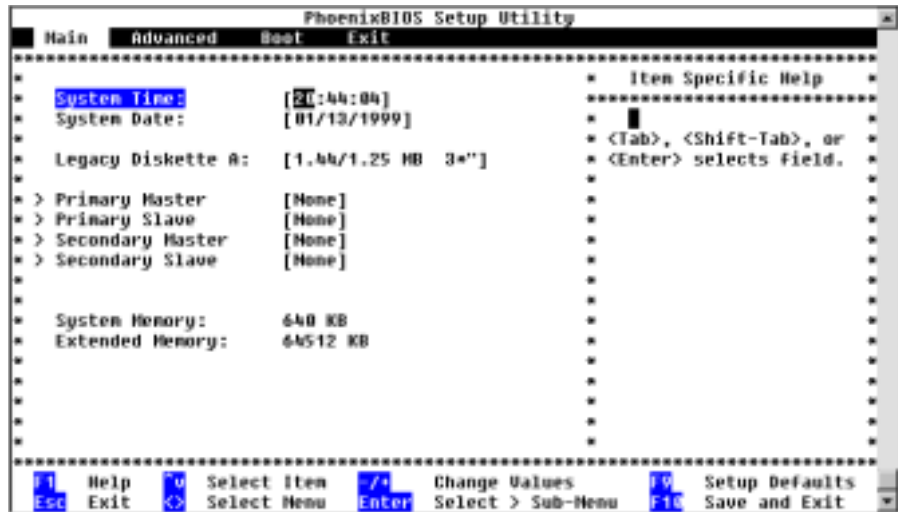 PhoenixBIOS Setup Utility
Main Advanced Boot Exit
Item Specific Help
System Time: [20:44:04]
System Date: [01/13/1999]
<Tab>, <Shift-Tab>, or
Legacy Diskette A: [1.44/1.25 MB 3*"] <Enter> selects field.
> Primary Master [None]
> Primary Slave [None]
> Secondary Master [None]
> Secondary Slave [None]
System Memory: 640 KB
Extended Memory: 64512 KB
F1 Help ^v Select Item -/+ Change Values F9 Setup Defaults
Esc Exit <> Select Menu Enter Select > Sub-Menu F10 Save and Exit